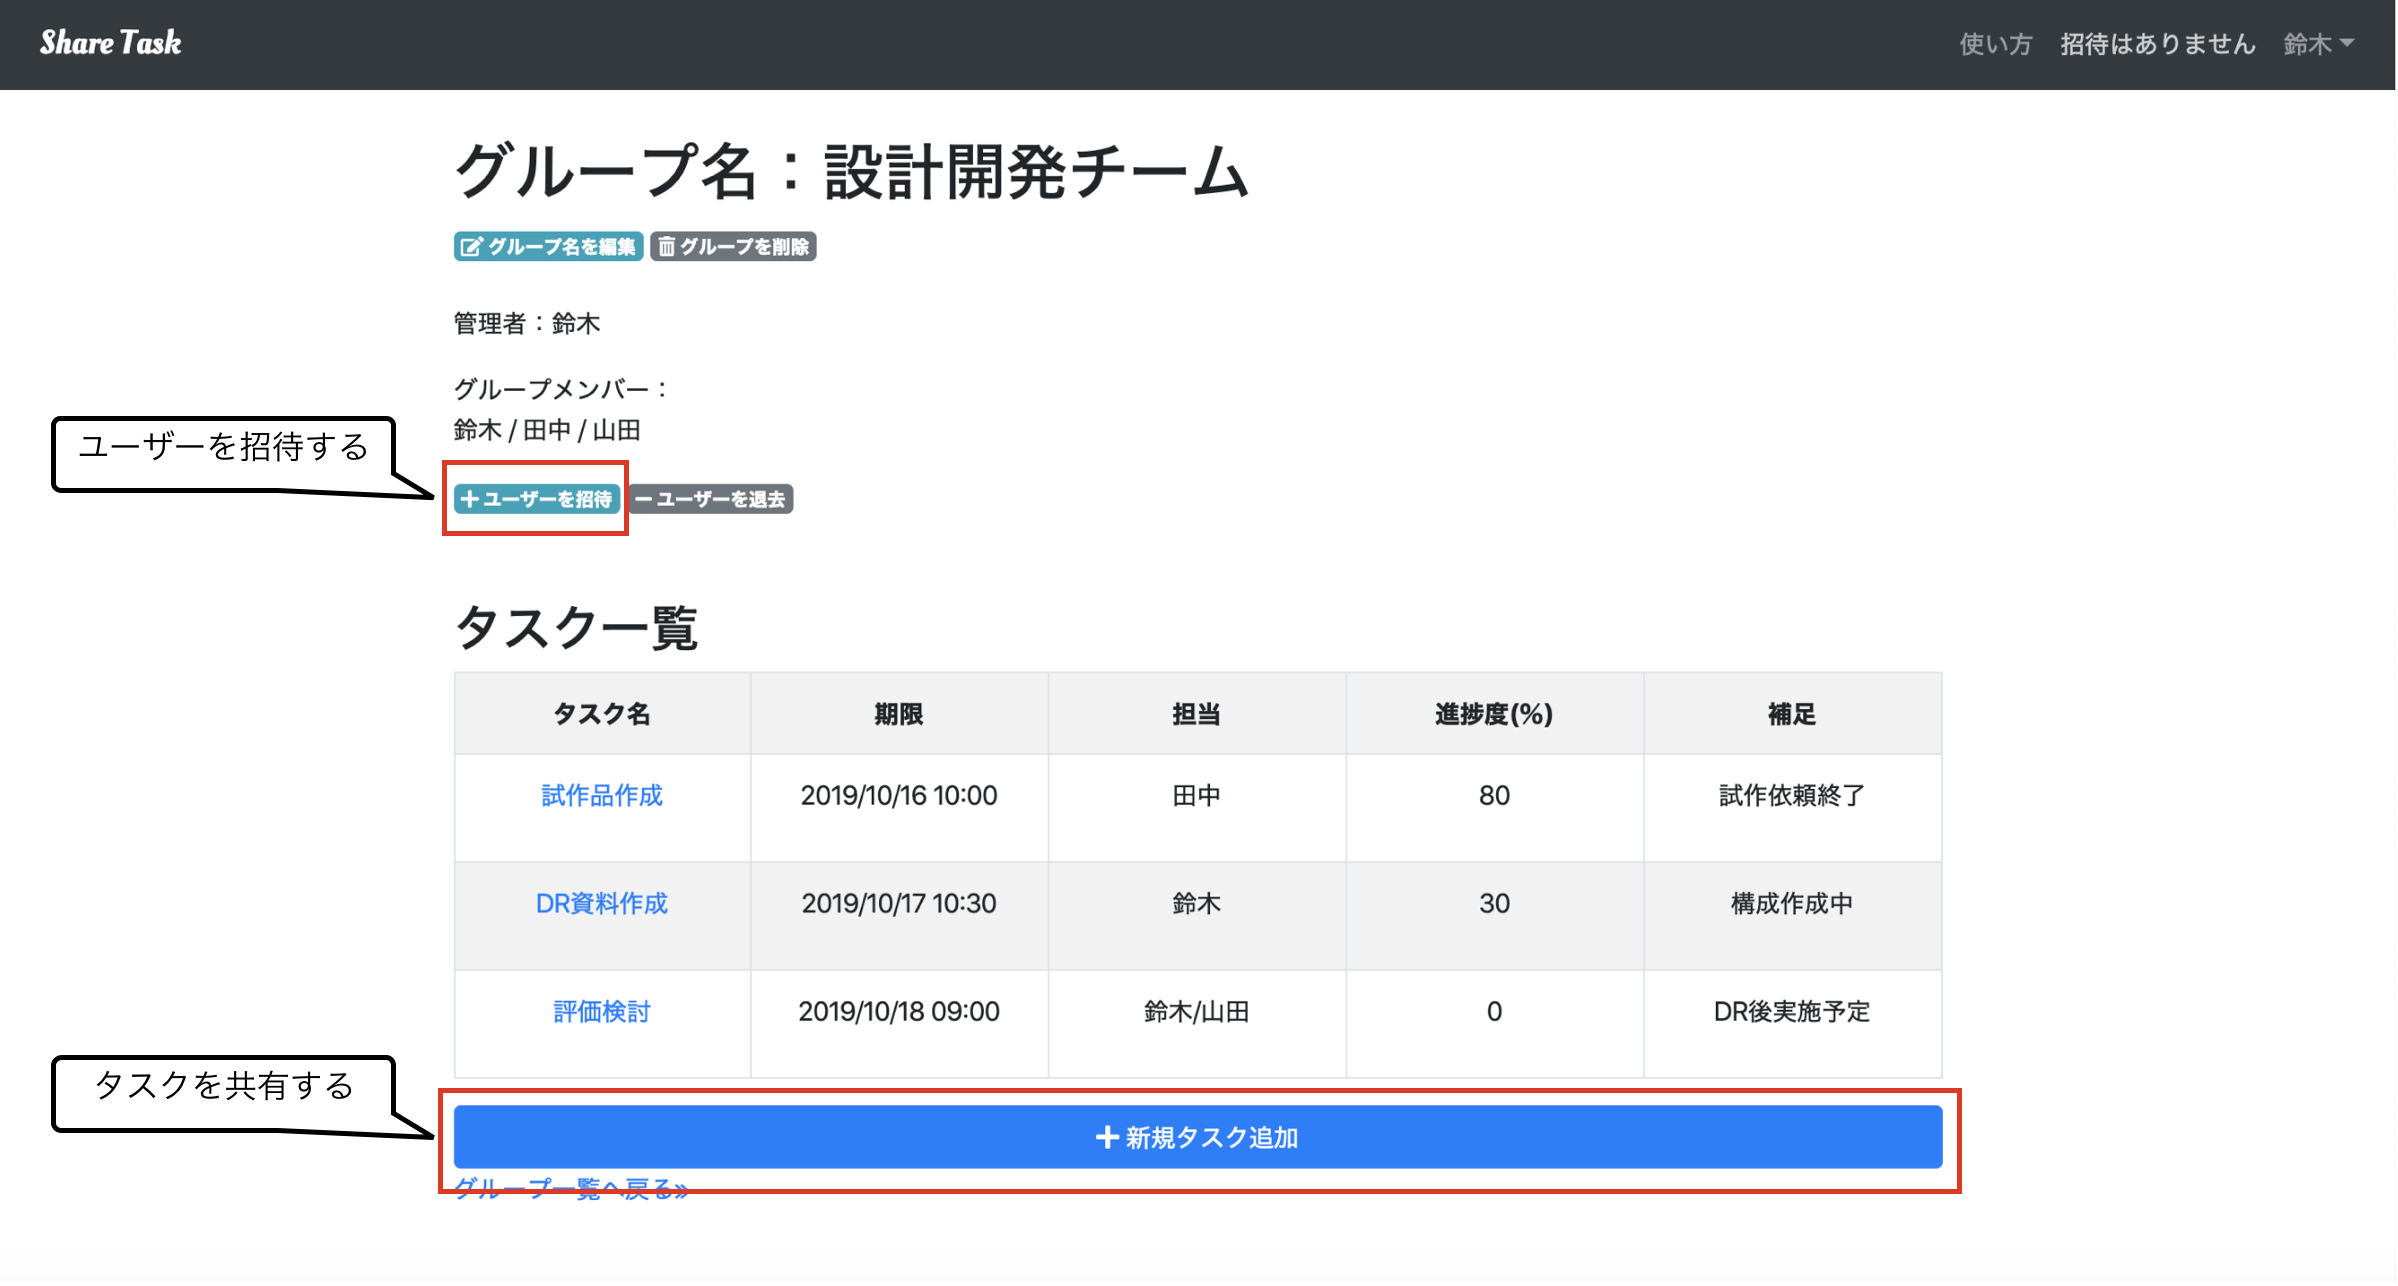 Share Task
使い方 招待はありません 鈴木
グループ名：設計開発チーム
グループ名を編集 グループを削除
管理者：鈴木
グループメンバー：
鈴木 / 田中 / 山田
ユーザーを招待する
ユーザーを招待 ユーザーを退去
タスク一覧
タスク名 期限 担当 進捗度(%) 補足
試作品作成 2019/10/16 10:00 田中 80 試作依頼終了
DR資料作成 2019/10/17 10:30 鈴木 30 構成作成中
評価検討 2019/10/18 09:00 鈴木/山田 0 DR後実施予定
タスクを共有する
新規タスク追加
グループ一覧へ戻る»